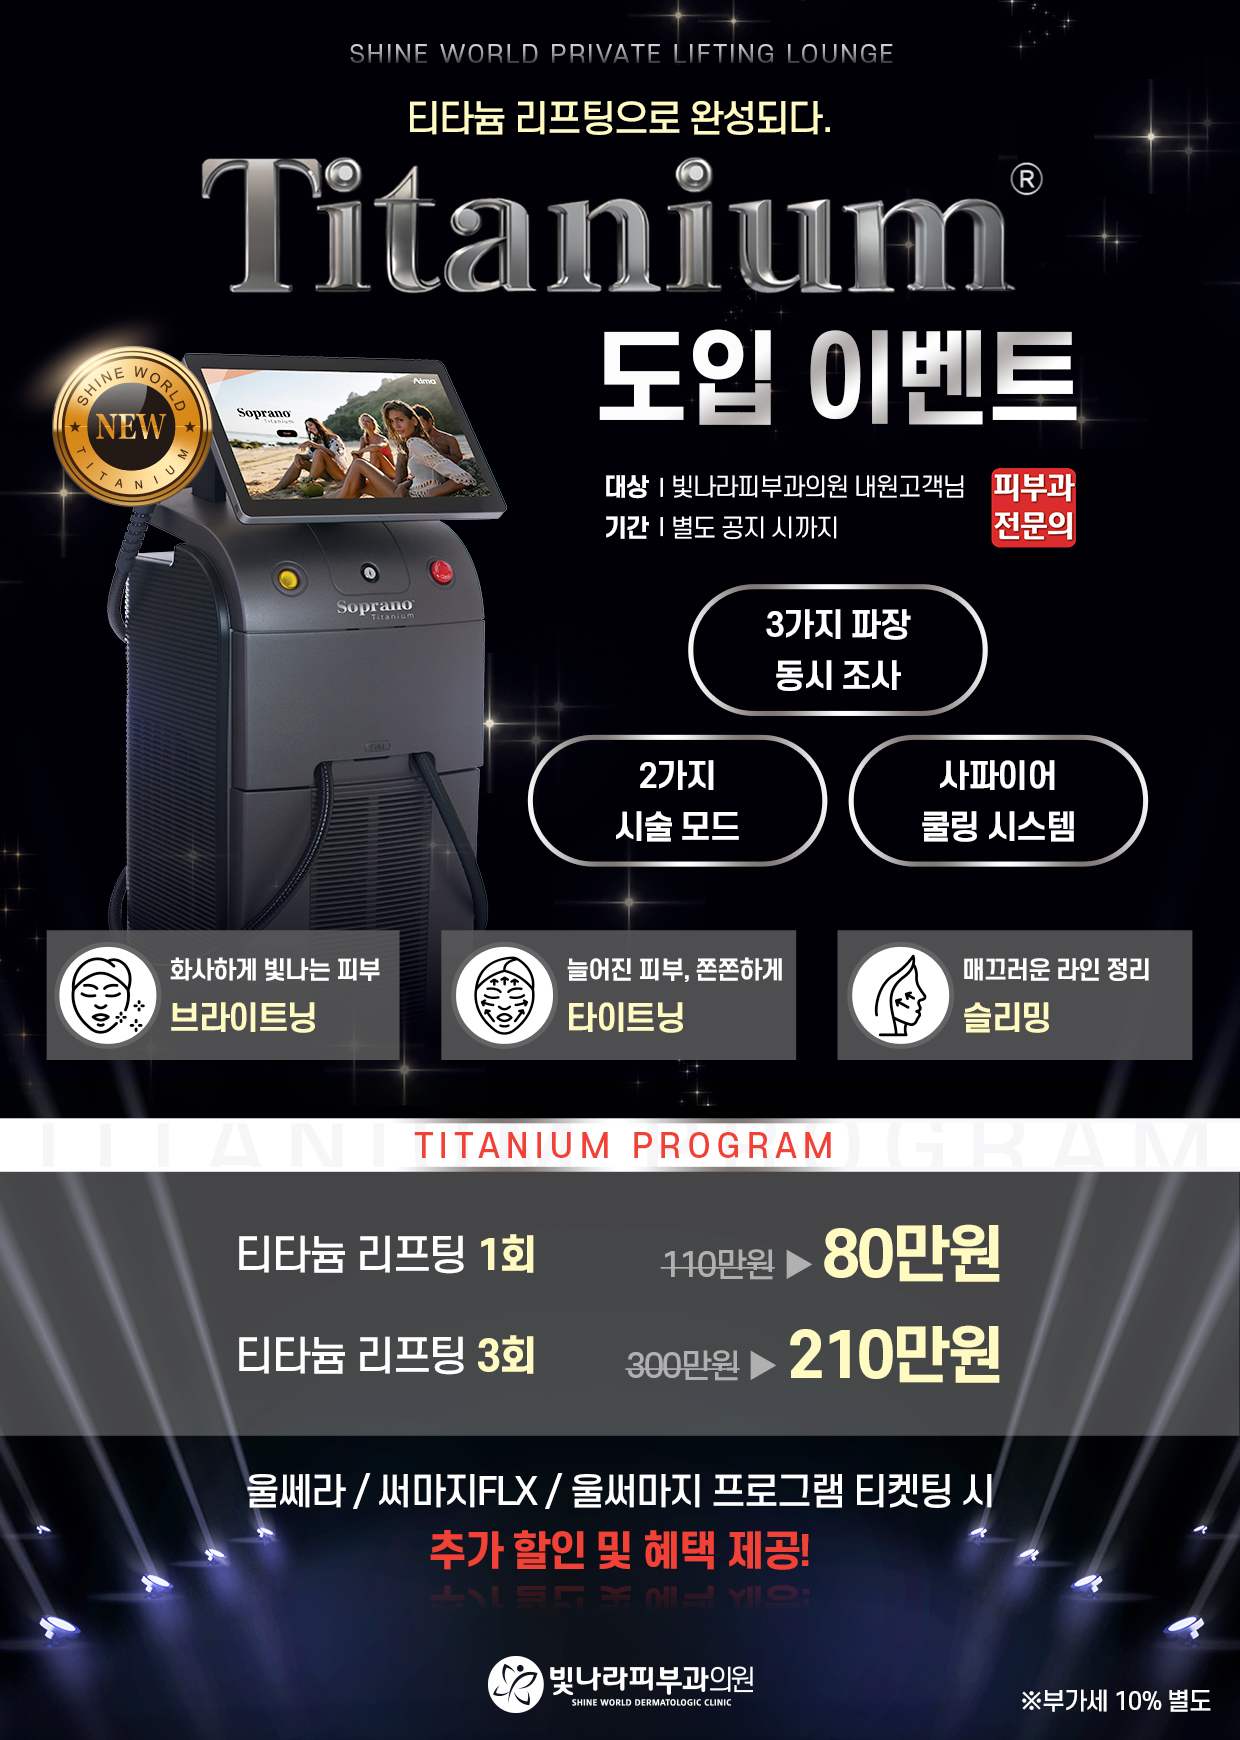 SHINE WORLD PRIVATE LIFTING LOUNGE
티타늄 리프팅으로 완성되다.
Titanium®
도입 이벤트
SHINE WORLD
NEW
TITANIUM
Alma
Soprano
Titanium
대상 | 빛나라피부과의원 내원고객님
기간 | 별도 공지 시까지
피부과
전문의
Soprano
Titanium
3가지 파장
동시 조사
2가지
시술 모드
사파이어
쿨링 시스템
화사하게 빛나는 피부
브라이트닝
늘어진 피부, 쫀쫀하게
타이트닝
매끄러운 라인 정리
슬리밍
TITANIUM PROGRAM
티타늄 리프팅 1회 110만원 ▶ 80만원
티타늄 리프팅 3회 300만원 ▶ 210만원
울쎄라 / 써마지FLX / 울써마지 프로그램 티켓팅 시
추가 할인 및 혜택 제공!
빛나라피부과의원
SHINE WORLD DERMATOLOGIC CLINIC
※부가세 10% 별도